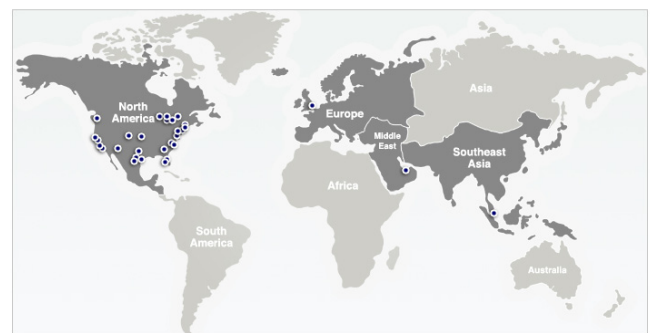 North
America
Europe
Asia
Middle
East
Southeast
Asia
Africa
South
America
Australia